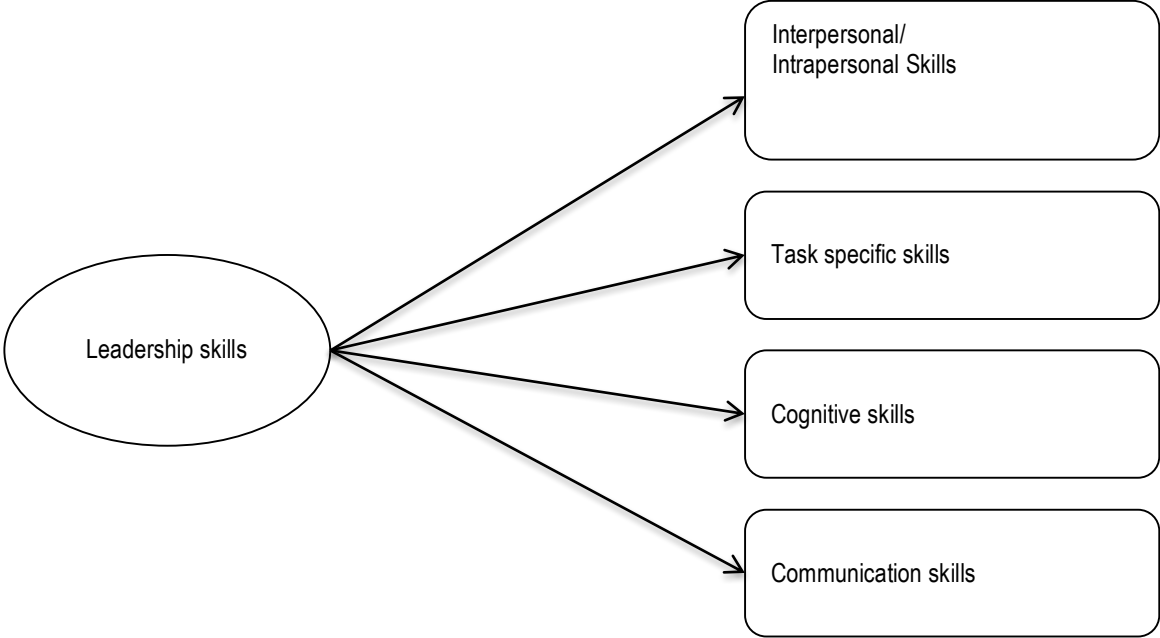 Interpersonal/
Intrapersonal Skills
Task specific skills
Leadership skills
Cognitive skills
Communication skills